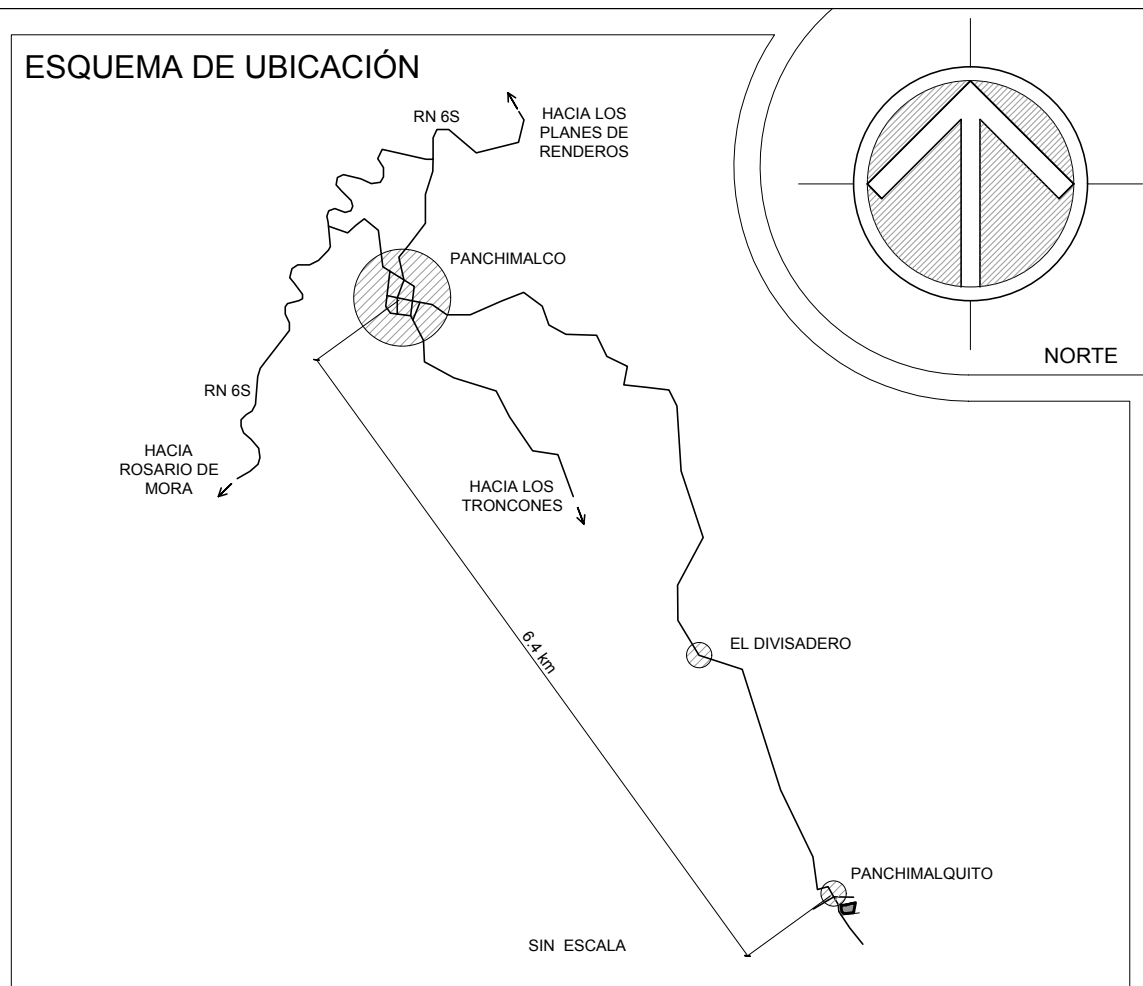 ESQUEMA DE UBICACIÓN
RN 6S
HACIA LOS
PLANES DE
RENDEROS
PANCHIMALCO
NORTE
RN 6S
HACIA
ROSARIO DE
MORA
HACIA LOS
TRONCONES
6.4 km
EL DIVISADERO
PANCHIMALQUITO
SIN ESCALA